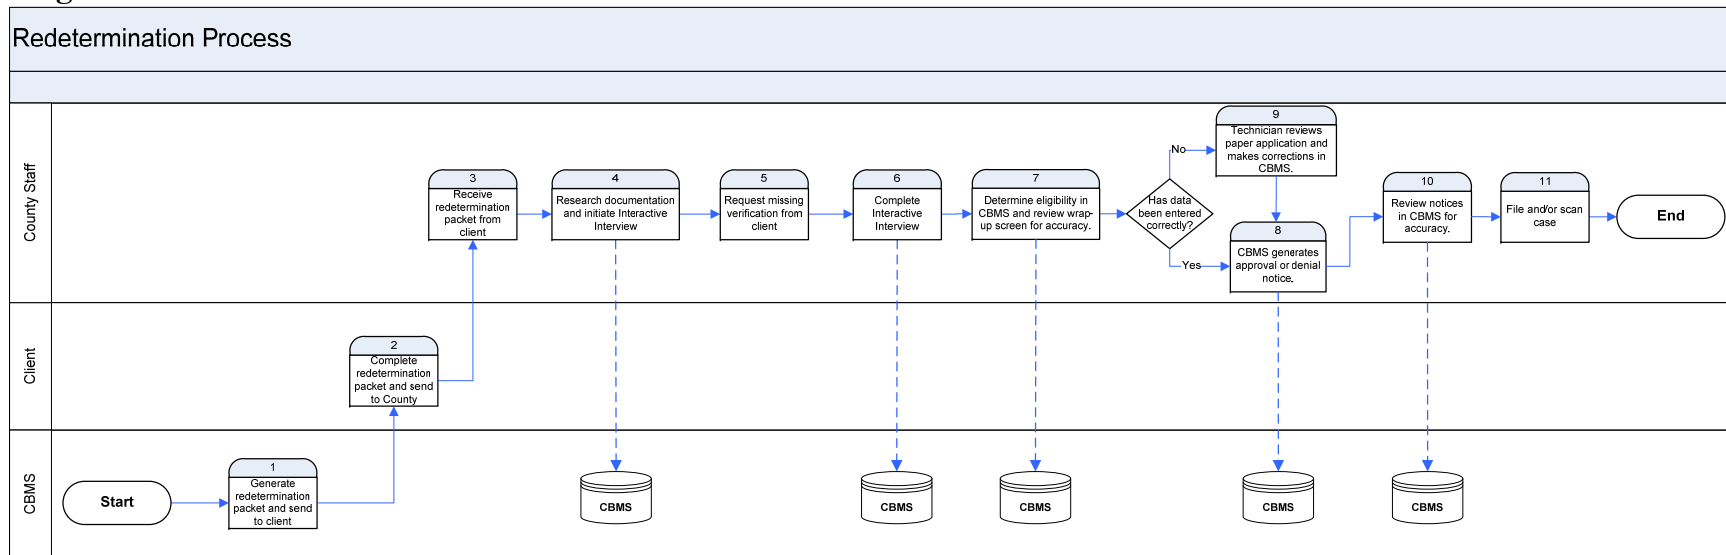 Redetermination Process
County Staff
Client
CBMS
Start
1
Generate
redetermination
packet and send
to client
2
Complete
redetermination
packet and send
to County
3
Receive
redetermination
packet from
client
4
Research documentation
and initiate Interactive
Interview
5
Request missing
verification from
client
6
Complete
Interactive
Interview
7
Determine eligibility in
CBMS and review wrap-
up screen for accuracy.
Has data
been entered
correctly?
No
Yes
9
Technician reviews
paper application and
makes corrections in
CBMS.
8
CBMS generates
approval or denial
notice.
10
Review notices
in CBMS for
accuracy.
11
File and/or scan
case
End
CBMS
CBMS
CBMS
CBMS
CBMS